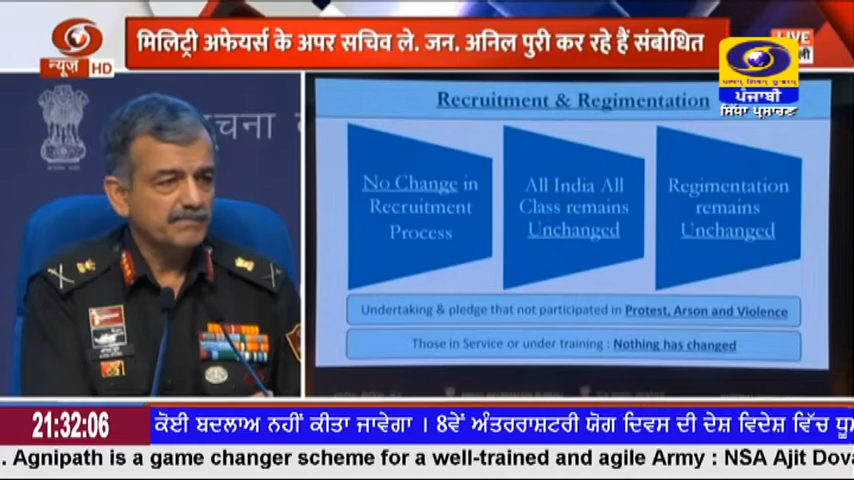 मिलिट्री अफेयर्स के अपर सचिव ले. जन. अनिल पुरी कर रहे हैं संबोधित
न्यूज़ HD
LIVE
ਪੰਜਾਬੀ
ਸਿੱਧਾ ਪ੍ਰਸਾਰਣ
Recruitment & Regimentation
No Change in
Recruitment
Process
All India All
Class remains
Unchanged
Regimentation
remains
Unchanged
Undertaking & pledge that not participated in Protest, Arson and Violence
Those in Service or under training : Nothing has changed
21:32:06
ਕੋਈ ਬਦਲਾਅ ਨਹੀਂ ਕੀਤਾ ਜਾਵੇਗਾ । 8ਵੇਂ ਅੰਤਰਰਾਸ਼ਟਰੀ ਯੋਗ ਦਿਵਸ ਦੀ ਦੇਸ਼ ਵਿਦੇਸ਼ ਵਿੱਚ
. Agnipath is a game changer scheme for a well-trained and agile Army : NSA Ajit Dova